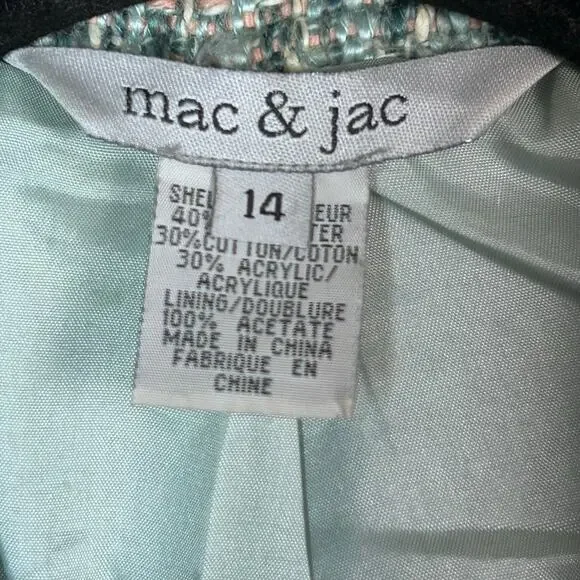 mac & jac
14
SHEL EUR
40% TER
30%COTTON/COTON
30% ACRYLIC/
ACRYLIQUE
LINING/DOUBLURE
100% ACETATE
MADE IN CHINA
FABRIQUE EN
CHINE